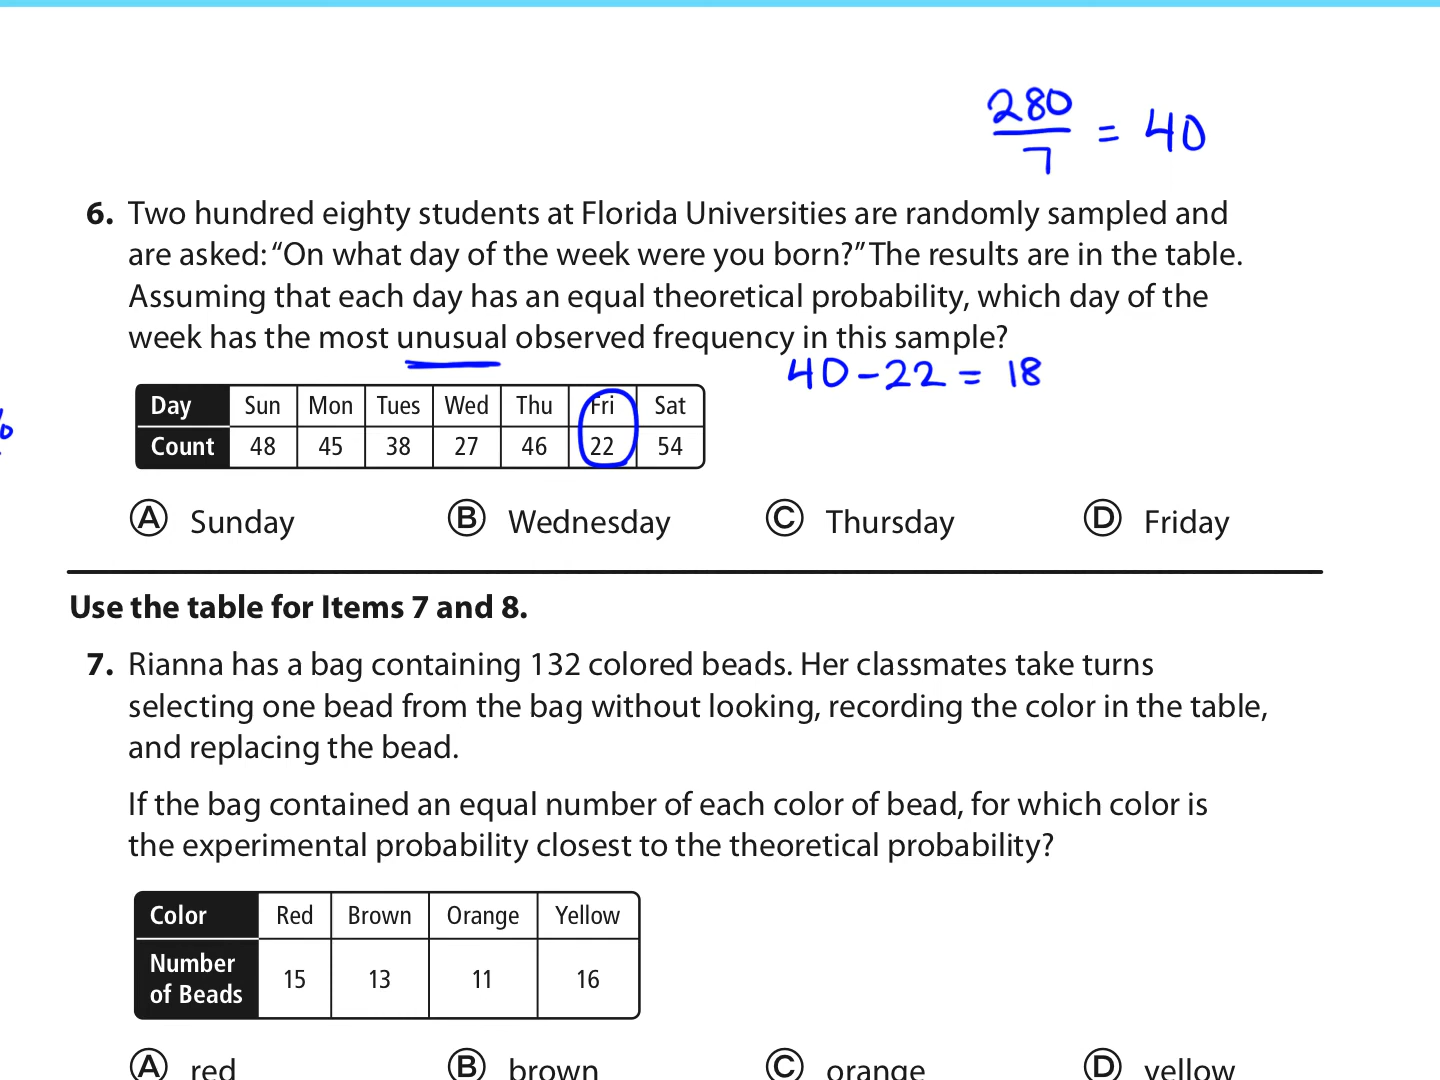 280
7
= 40
6. Two hundred eighty students at Florida Universities are randomly sampled and
are asked: “On what day of the week were you born?” The results are in the table.
Assuming that each day has an equal theoretical probability, which day of the
week has the most unusual observed frequency in this sample?
40-22 = 18
Day Sun Mon Tues Wed Thu Fri Sat
Count 48 45 38 27 46 22 54
A Sunday B Wednesday C Thursday D Friday
Use the table for Items 7 and 8.
7. Rianna has a bag containing 132 colored beads. Her classmates take turns
selecting one bead from the bag without looking, recording the color in the table,
and replacing the bead.
If the bag contained an equal number of each color of bead, for which color is
the experimental probability closest to the theoretical probability?
Color Red Brown Orange Yellow
Number
of Beads 15 13 11 16
A red B brown C orange D yellow